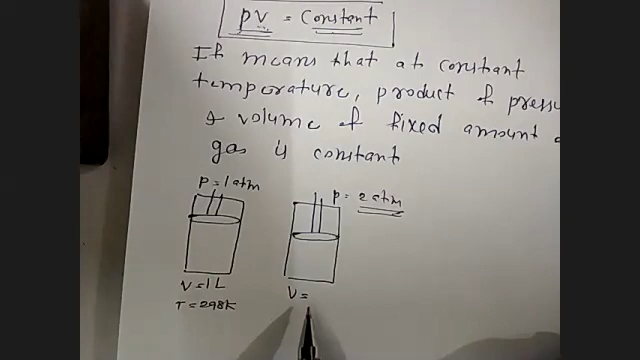 PV = Constant
It means that at constant
temperature, product of pressu
& volume of fixed amount o
gas is constant
P = 1 atm
P = 2 atm
V = 1 L
V =
T = 298K